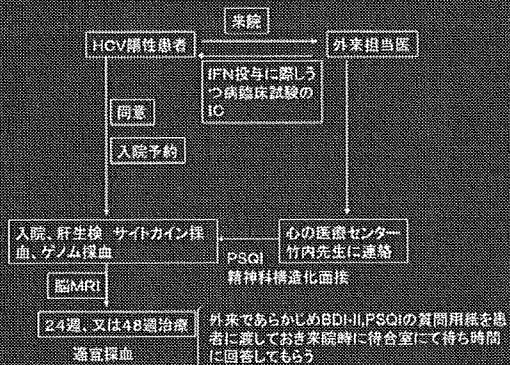 来院
HCV陽性患者
外来担当医
IFN投与に際しう
つ病臨床試験の
IC
同意
入院予約
入院、肝生検 サイトカイン採
血、ゲノム採血
心の医療センター
竹内先生に連絡
PSQI
精神科構造化面接
脳MRI
24週、又は48週治療
適宜採血
外来であらかじめBDI-II,PSQIの質問用紙を患
者に渡しておき来院時に待合室にて待ち時間
に回答してもらう